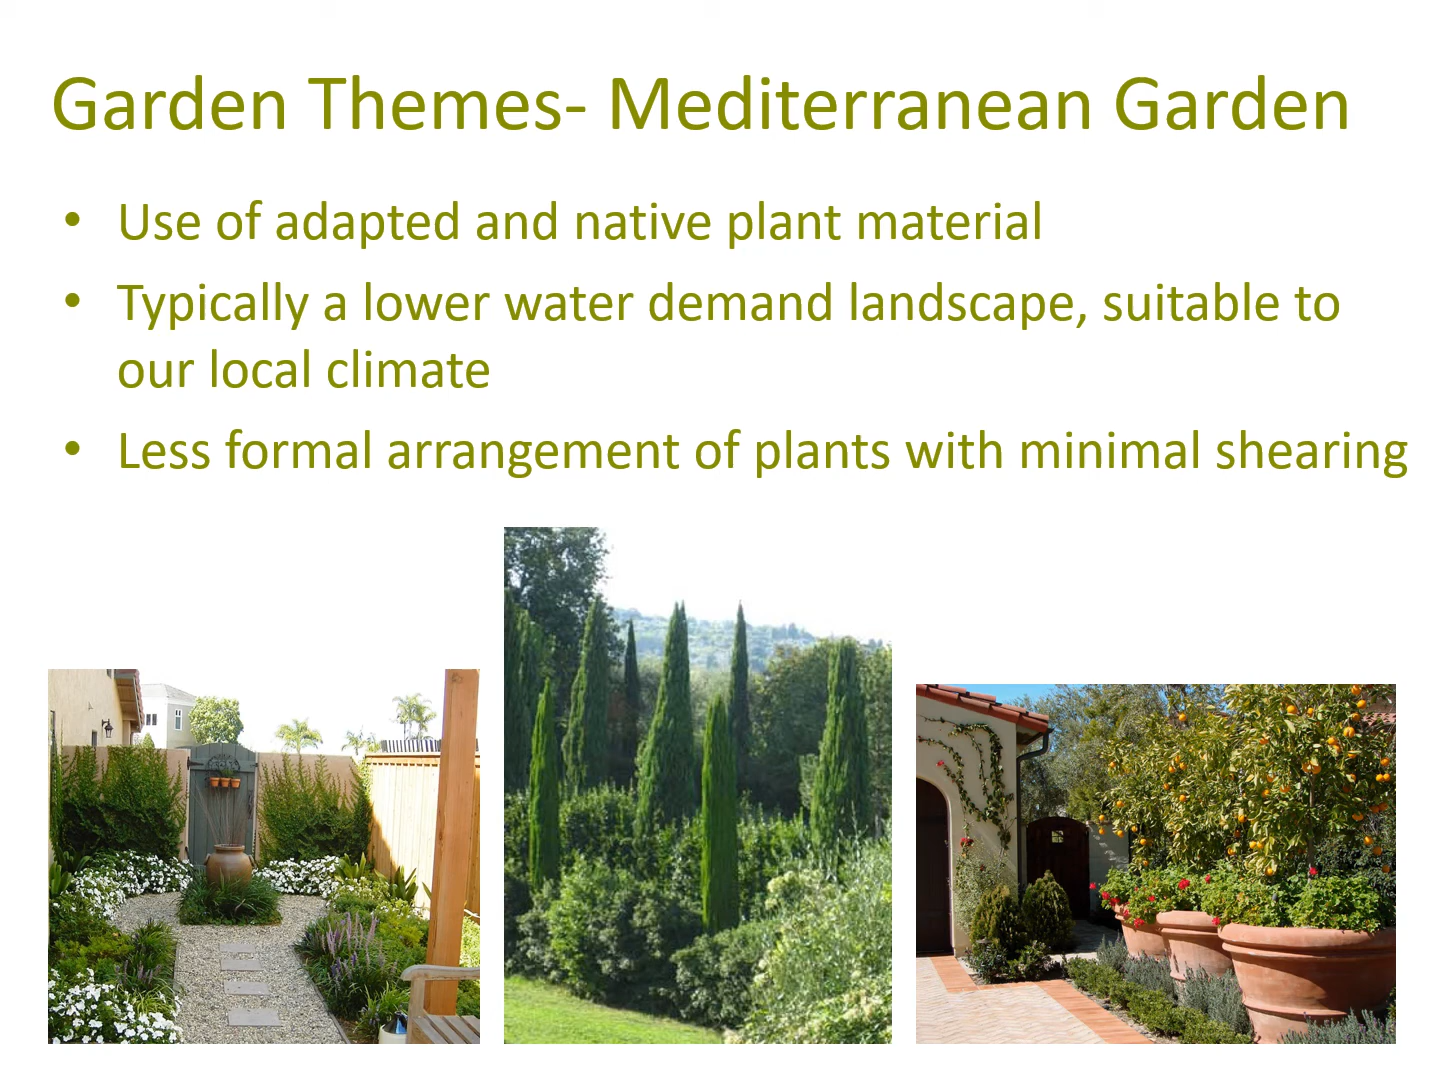 Garden Themes- Mediterranean Garden
• Use of adapted and native plant material
• Typically a lower water demand landscape, suitable to
our local climate
• Less formal arrangement of plants with minimal shearing